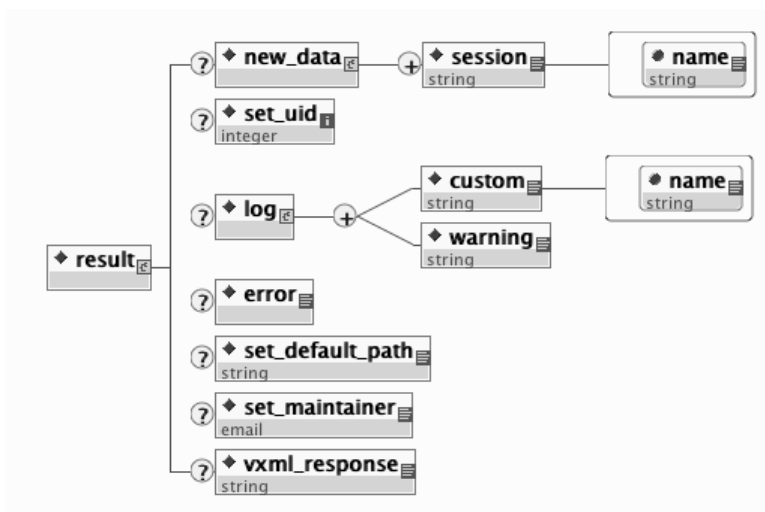 ? new_data + session name
string string
? set_uid
integer
? log + custom name
string string
warning
string
result
? error
? set_default_path
string
? set_maintainer
email
? vxml_response
string